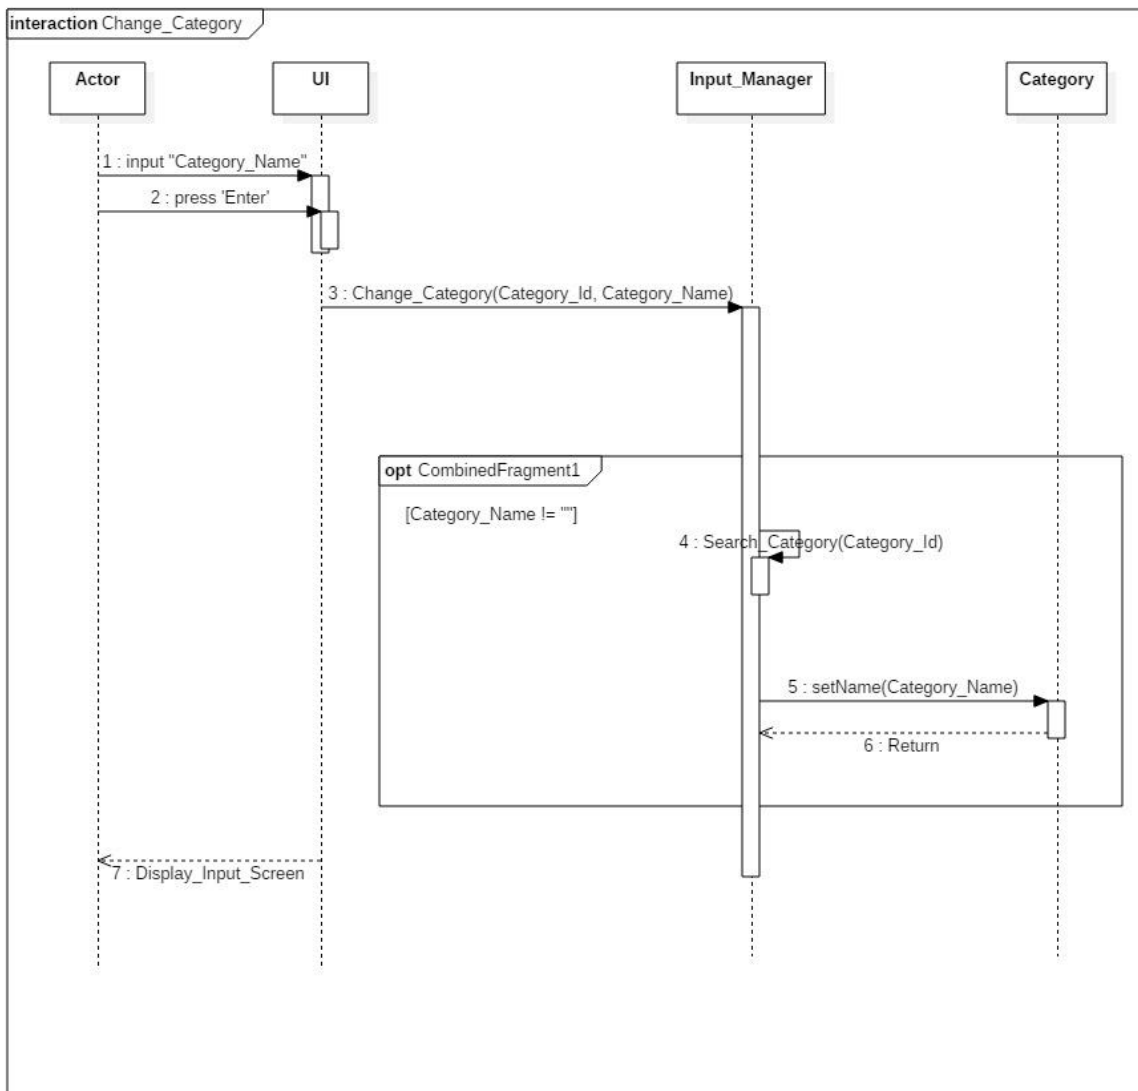 interaction Change_Category
Actor
UI
Input_Manager
Category
1 : input "Category_Name"
2 : press 'Enter'
3 : Change_Category(Category_Id, Category_Name)
opt CombinedFragment1
[Category_Name != ""]
4 : Search_Category(Category_Id)
5 : setName(Category_Name)
6 : Return
7 : Display_Input_Screen